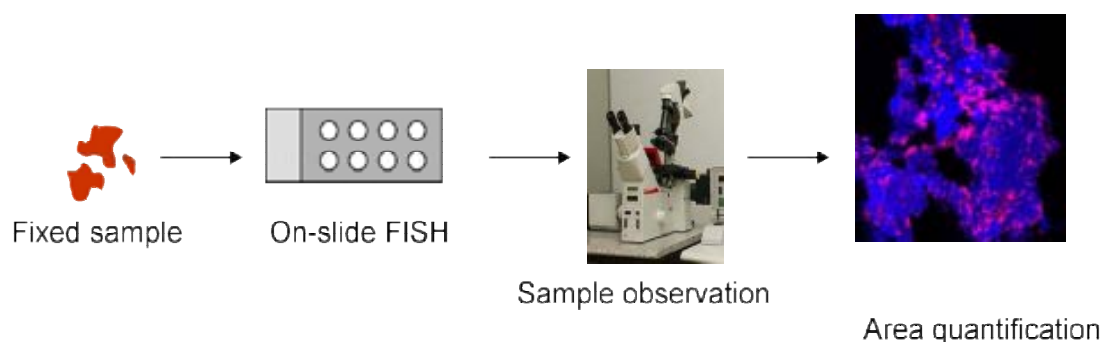 Fixed sample
On-slide FISH
Sample observation
Area quantification